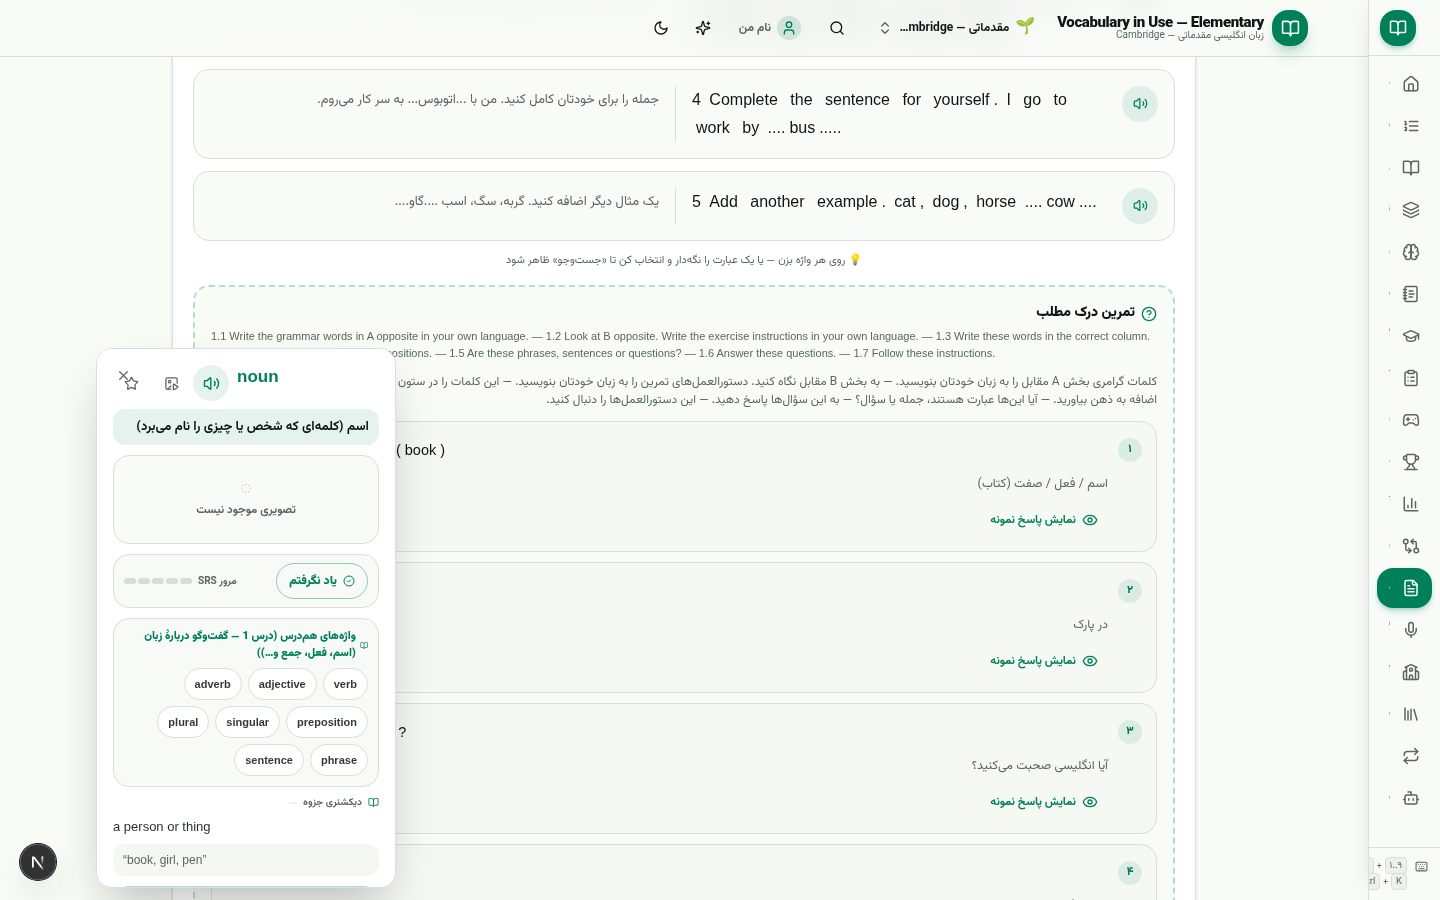 Vocabulary in Use — Elementary
زبان انگلیسی مقدماتی — Cambridge
مقدماتی — mbridge...
نام من
4 Complete the sentence for yourself . I go to
work by .... bus .....
جمله را برای خودتان کامل کنید. من با ...اتوبوس... به سر کار می‌روم.
5 Add another example . cat , dog , horse .... cow ....
یک مثال دیگر اضافه کنید. گربه، سگ، اسب ....گاو....
💡 روی هر واژه بزن — یا یک عبارت را نگه‌دار و انتخاب کن تا «جست‌وجو» ظاهر شود
تمرین درک مطلب
1.1 Write the grammar words in A opposite in your own language. — 1.2 Look at B opposite. Write the exercise instructions in your own language. — 1.3 Write these words in the correct column.
ositions. — 1.5 Are these phrases, sentences or questions? — 1.6 Answer these questions. — 1.7 Follow these instructions.
کلمات گرامری بخش A مقابل را به زبان خودتان بنویسید. — به بخش B مقابل نگاه کنید. دستورالعمل‌های تمرین را به زبان خودتان بنویسید. — این کلمات را در ستون
اضافه به ذهن بیاورید. — آیا این‌ها عبارت هستند، جمله یا سؤال؟ — به این سؤال‌ها پاسخ دهید. — این دستورالعمل‌ها را دنبال کنید.
۱
( book )
اسم / فعل / صفت (کتاب)
نمایش پاسخ نمونه
۲
در پارک
نمایش پاسخ نمونه
۳
?
آیا انگلیسی صحبت می‌کنید؟
نمایش پاسخ نمونه
۴
noun
اسم (کلمه‌ای که شخص یا چیزی را نام می‌برد)
تصویری موجود نیست
یاد نگرفتم
مرور SRS
واژه‌های هم‌درس (درس 1 — گفت‌وگو دربارهٔ زبان
(اسم، فعل، جمع و...))
verb
adjective
adverb
preposition
singular
plural
phrase
sentence
دیکشنری جزوه —
a person or thing
“book, girl, pen”
N
+ ۱..۹
rl + K